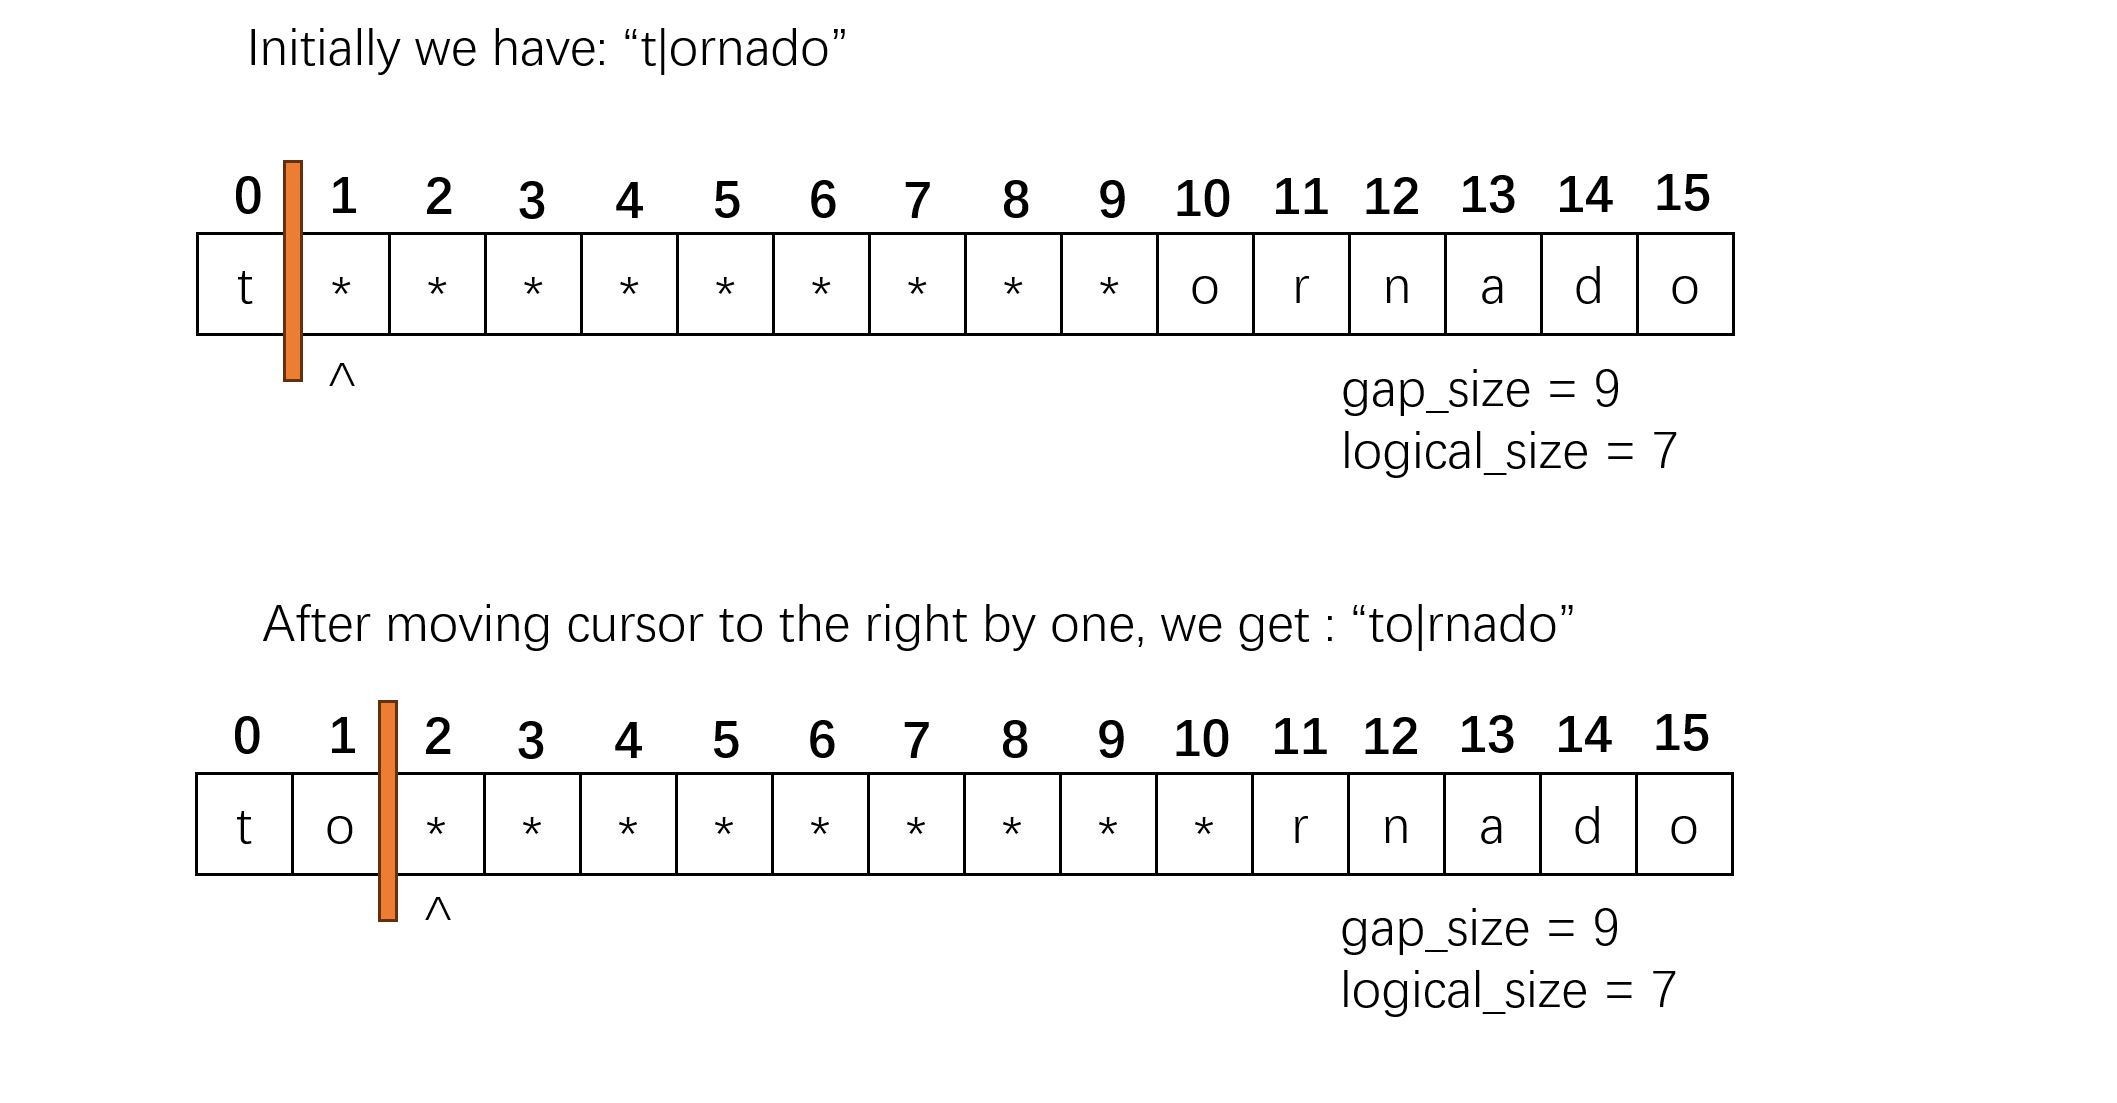 Initially we have: “t|ornado”
0 1 2 3 4 5 6 7 8 9 10 11 12 13 14 15
t * * * * * * * * * o r n a d o
^
gap_size = 9
logical_size = 7
After moving cursor to the right by one, we get : “to|rnado”
0 1 2 3 4 5 6 7 8 9 10 11 12 13 14 15
t o * * * * * * * * * r n a d o
^
gap_size = 9
logical_size = 7